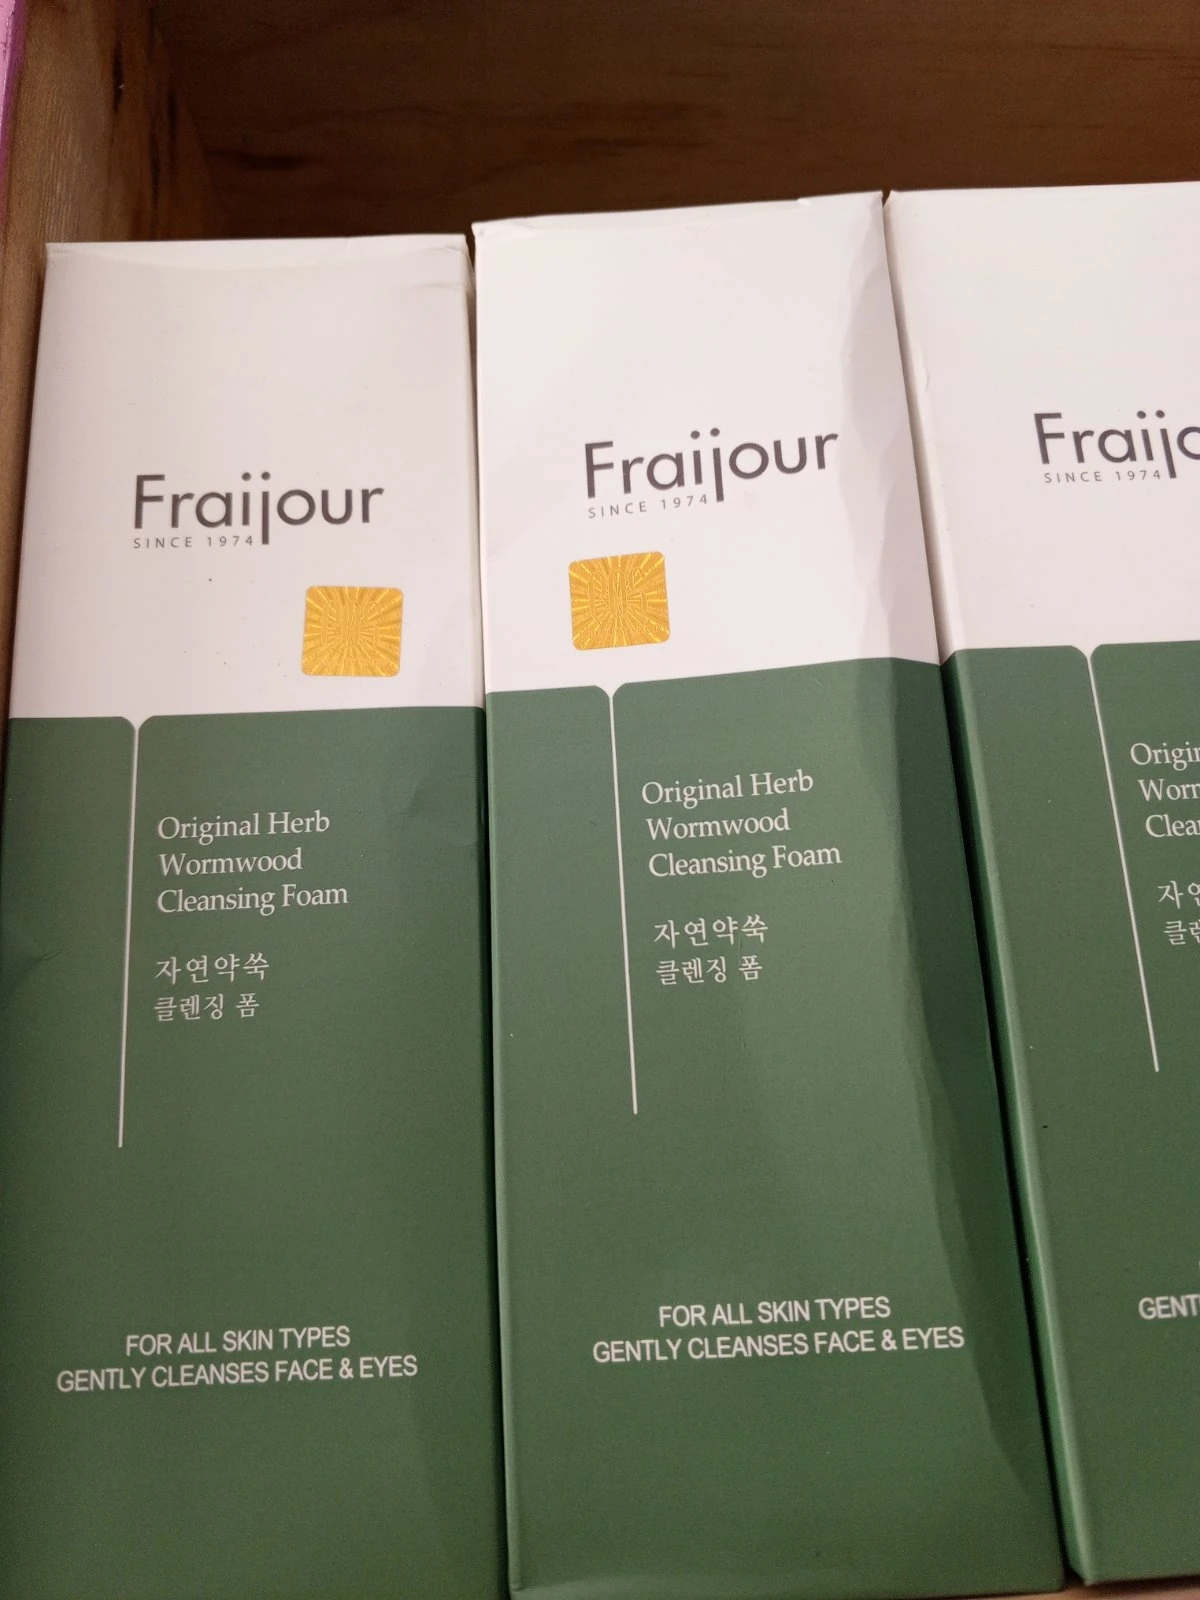 Fraijour
SINCE 1974
Original Herb
Wormwood
Cleansing Foam
자연약쑥
클렌징 폼
FOR ALL SKIN TYPES
GENTLY CLEANSES FACE & EYES
Fraijour
SINCE 1974
Original Herb
Wormwood
Cleansing Foam
자연약쑥
클렌징 폼
FOR ALL SKIN TYPES
GENTLY CLEANSES FACE & EYES
SINCE 1974